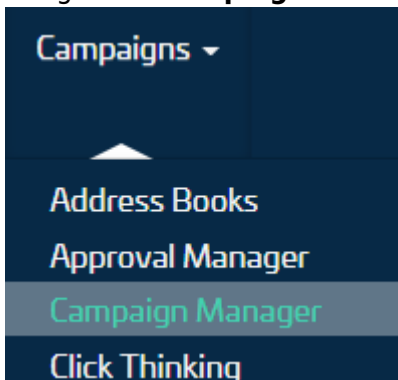 Campaigns
Address Books
Approval Manager
Campaign Manager
Click Thinking